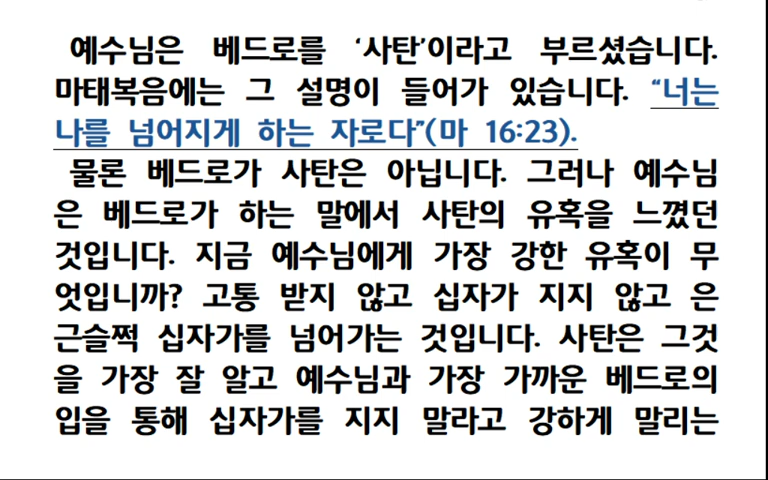 예수님은 베드로를 ‘사탄’이라고 부르셨습니다.
마태복음에는 그 설명이 들어가 있습니다. “너는
나를 넘어지게 하는 자로다”(마 16:23).
물론 베드로가 사탄은 아닙니다. 그러나 예수님
은 베드로가 하는 말에서 사탄의 유혹을 느꼈던
것입니다. 지금 예수님에게 가장 강한 유혹이 무
엇입니까? 고통 받지 않고 십자가 지지 않고 은
근슬쩍 십자가를 넘어가는 것입니다. 사탄은 그것
을 가장 잘 알고 예수님과 가장 가까운 베드로의
입을 통해 십자가를 지지 말라고 강하게 말리는